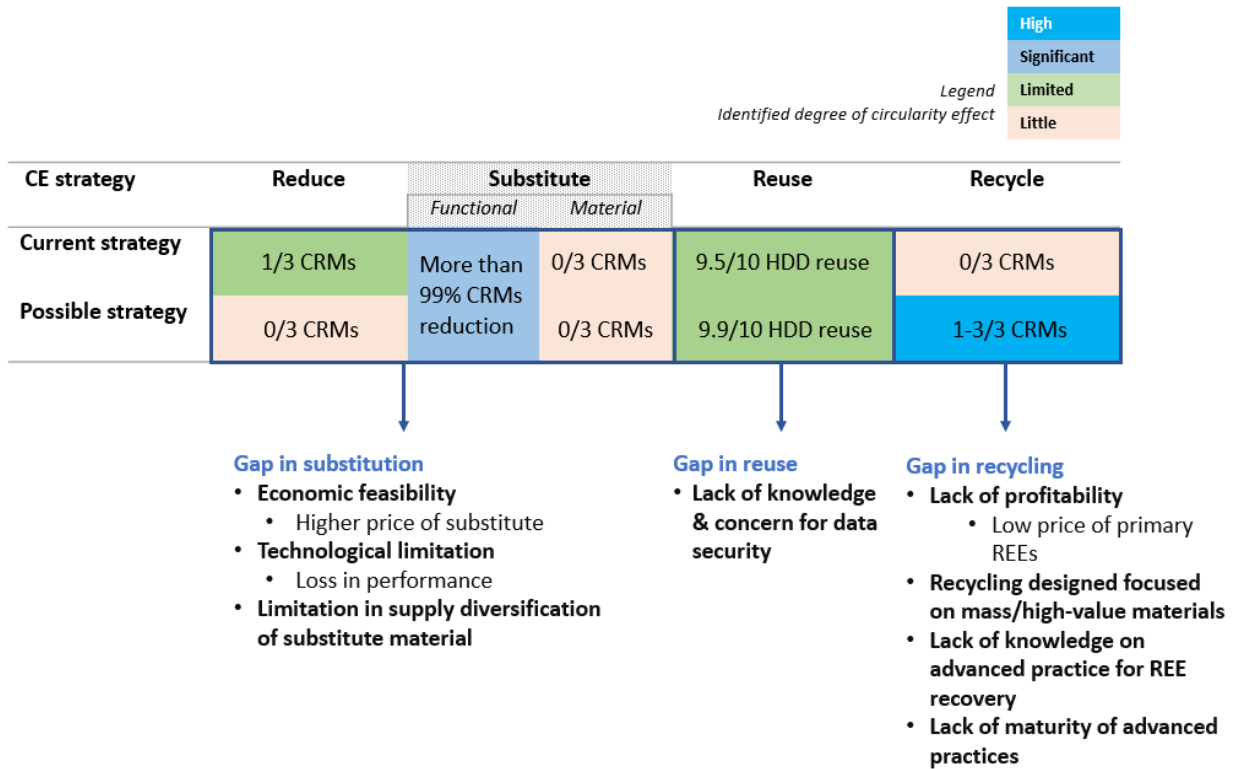 High
Significant
Legend
Limited
Identified degree of circularity effect
Little
CE strategy
Reduce
Substitute
Reuse
Recycle
Functional
Material
Current strategy
1/3 CRMs
More than
99% CRMs
reduction
0/3 CRMs
9.5/10 HDD reuse
0/3 CRMs
Possible strategy
0/3 CRMs
0/3 CRMs
9.9/10 HDD reuse
1-3/3 CRMs
Gap in substitution
• Economic feasibility
• Higher price of substitute
• Technological limitation
• Loss in performance
• Limitation in supply diversification
of substitute material
Gap in reuse
• Lack of knowledge
& concern for data
security
Gap in recycling
• Lack of profitability
• Low price of primary
REEs
• Recycling designed focused
on mass/high-value materials
• Lack of knowledge on
advanced practice for REE
recovery
• Lack of maturity of advanced
practices